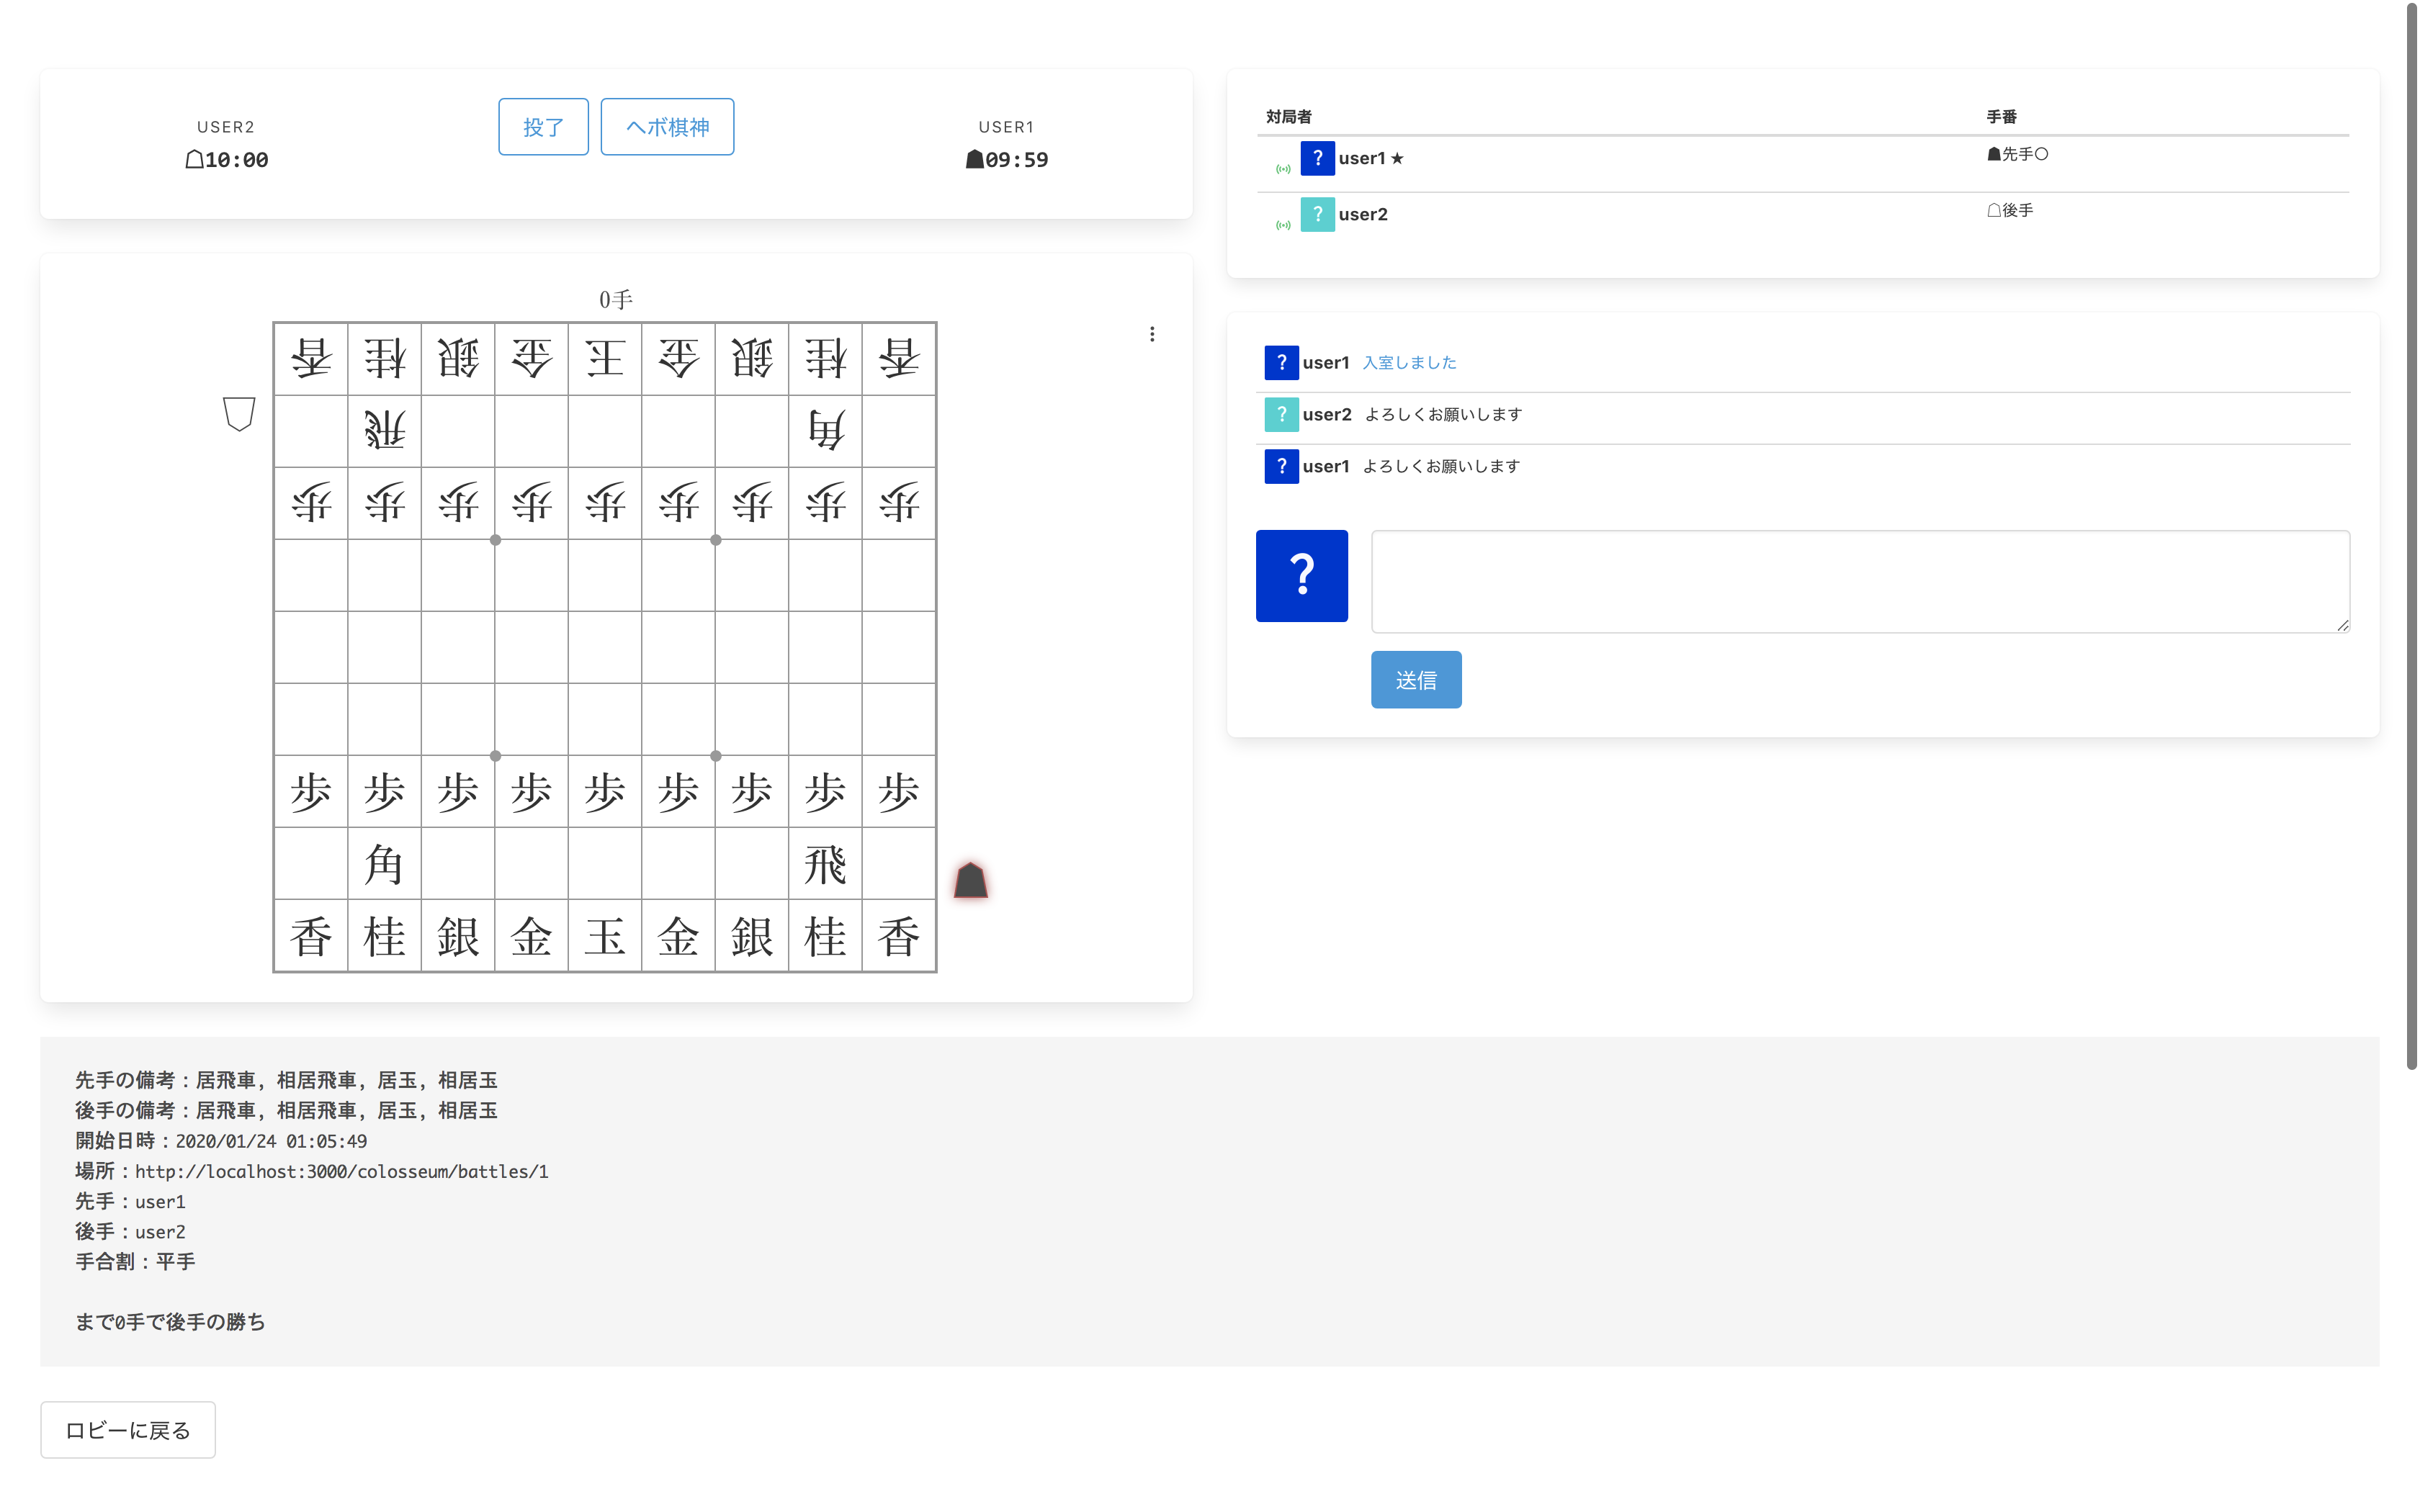 USER2
☖10:00
投了
ヘボ棋神
USER1
☗09:59
0手
香桂銀金王金銀桂香
飛角
歩歩歩歩歩歩歩歩歩
歩歩歩歩歩歩歩歩歩
角飛
香桂銀金玉金銀桂香
対局者 手番
? user1 ★ ☗先手○
? user2 ☖後手
? user1 入室しました
? user2 よろしくお願いします
? user1 よろしくお願いします
?
送信
先手の備考：居飛車, 相居飛車, 居玉, 相居玉
後手の備考：居飛車, 相居飛車, 居玉, 相居玉
開始日時：2020/01/24 01:05:49
場所：http://localhost:3000/colosseum/battles/1
先手：user1
後手：user2
手合割：平手
まで0手で後手の勝ち
ロビーに戻る